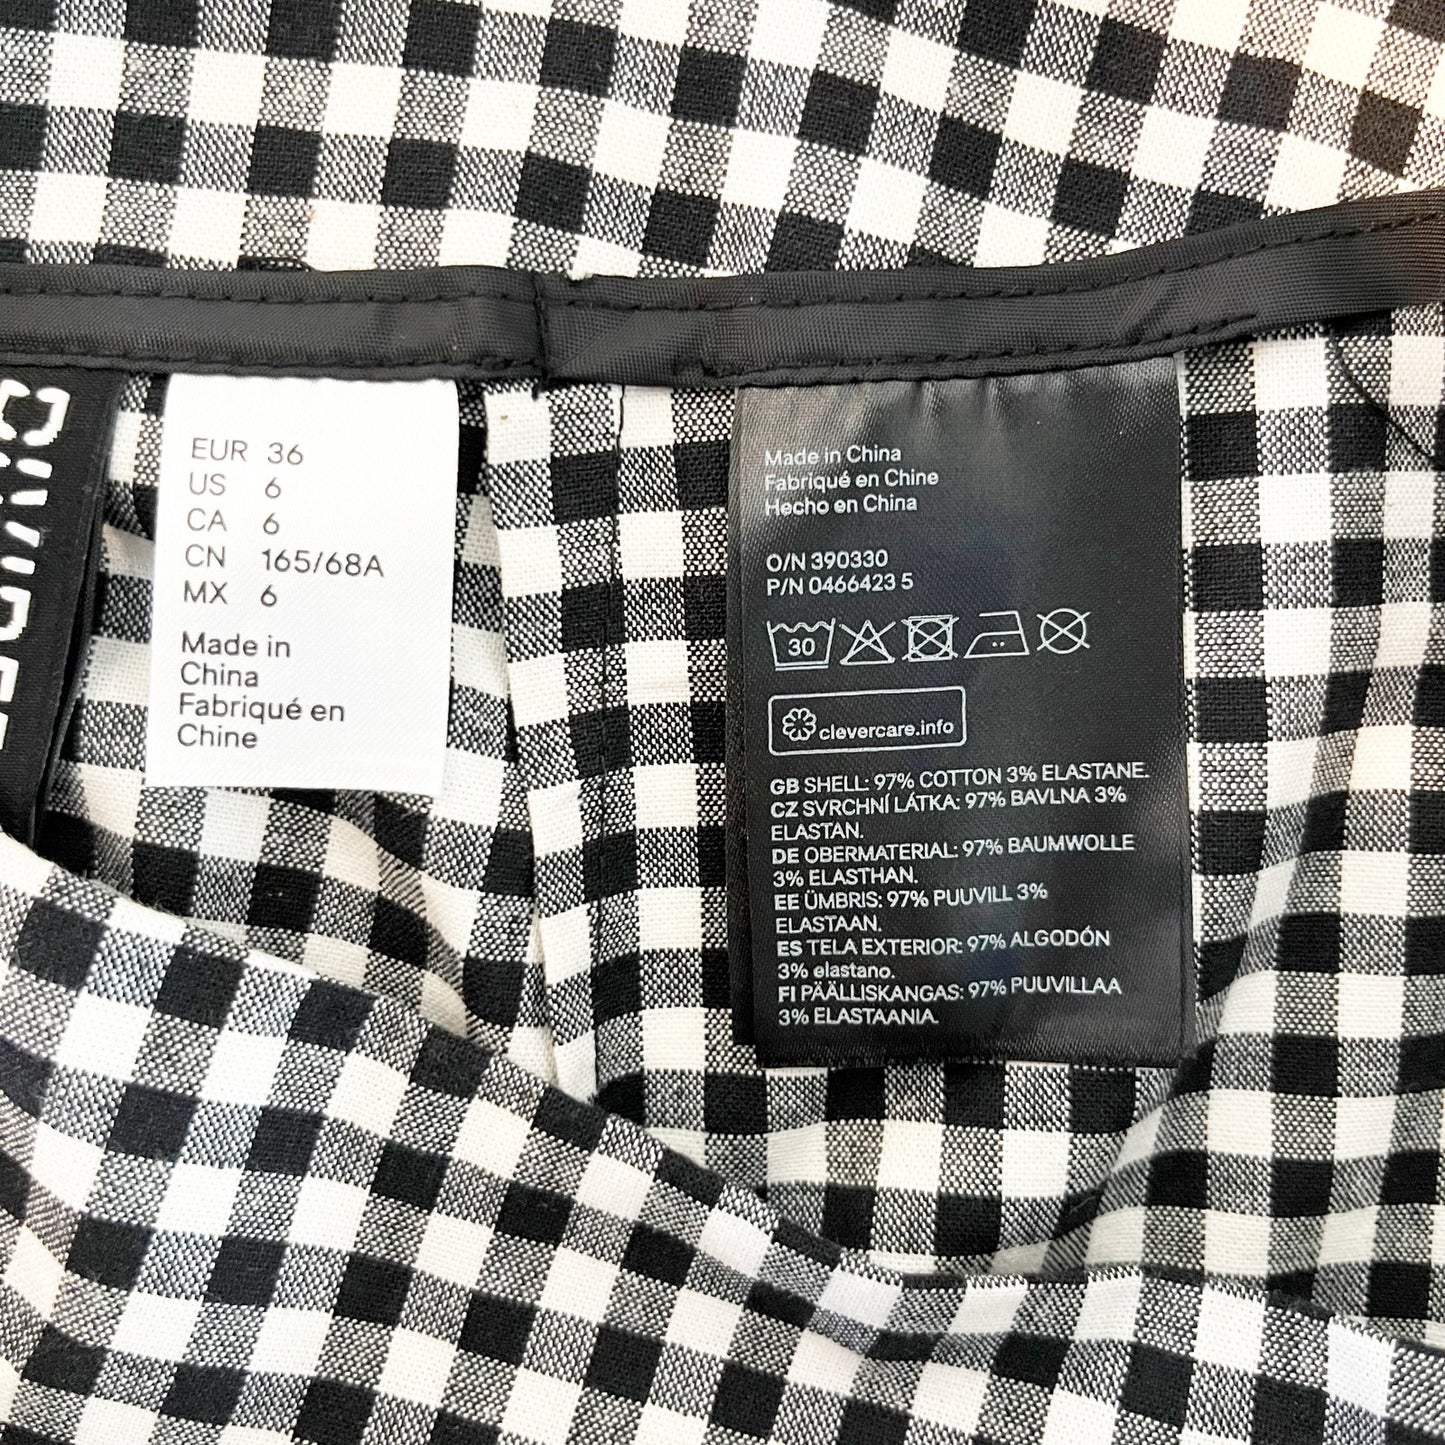 EUR 36
US 6
CA 6
CN 165/68A
MX 6
Made in
China
Fabriqué en
Chine
Made in China
Fabriqué en Chine
Hecho en China
O/N 390330
P/N 0466423 5
30
clevercare.info
GB SHELL: 97% COTTON 3% ELASTANE.
CZ SVRCHNÍ LÁTKA: 97% BAVLNA 3%
ELASTAN.
DE OBERMATERIAL: 97% BAUMWOLLE
3% ELASTHAN.
EE ÜMBRIS: 97% PUUVILL 3%
ELASTAAN.
ES TELA EXTERIOR: 97% ALGODÓN
3% elastano.
FI PÄÄLLISKANGAS: 97% PUUVILLAA
3% ELASTAANIA.